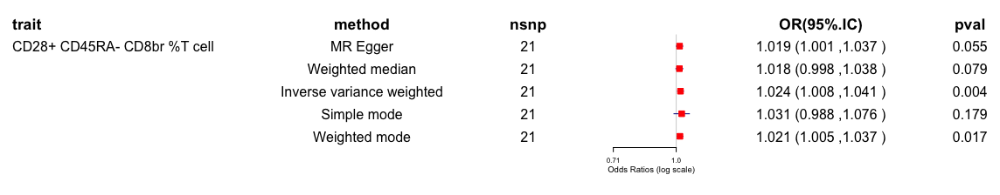 trait method nsnp OR(95%.IC) pval
CD28+ CD45RA- CD8br %T cell MR Egger 21 1.019 (1.001 ,1.037 ) 0.055
Weighted median 21 1.018 (0.998 ,1.038 ) 0.079
Inverse variance weighted 21 1.024 (1.008 ,1.041 ) 0.004
Simple mode 21 1.031 (0.988 ,1.076 ) 0.179
Weighted mode 21 1.021 (1.005 ,1.037 ) 0.017
0.71 1.0
Odds Ratios (log scale)